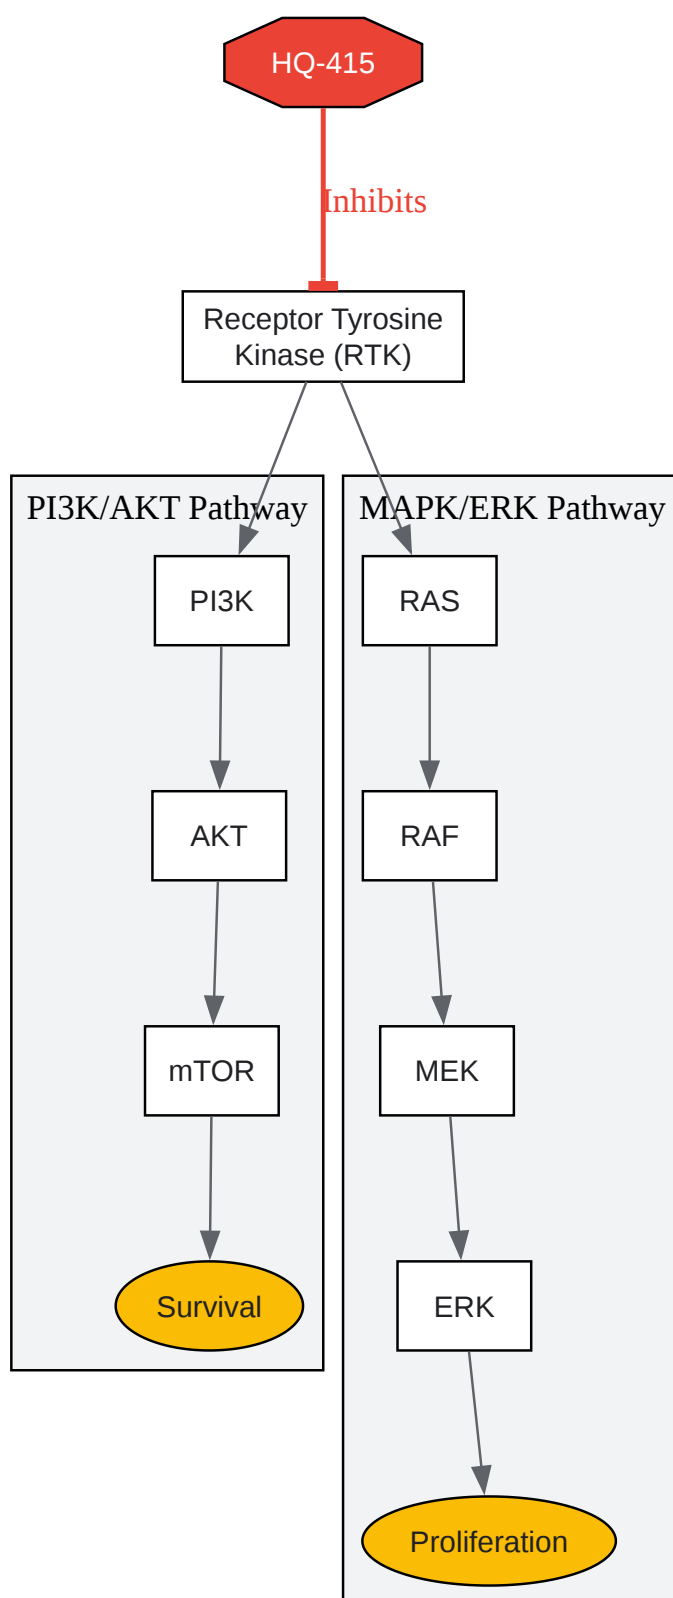 HQ-415
Inhibits
Receptor Tyrosine
Kinase (RTK)
PI3K/AKT Pathway
PI3K
AKT
mTOR
Survival
MAPK/ERK Pathway
RAS
RAF
MEK
ERK
Proliferation